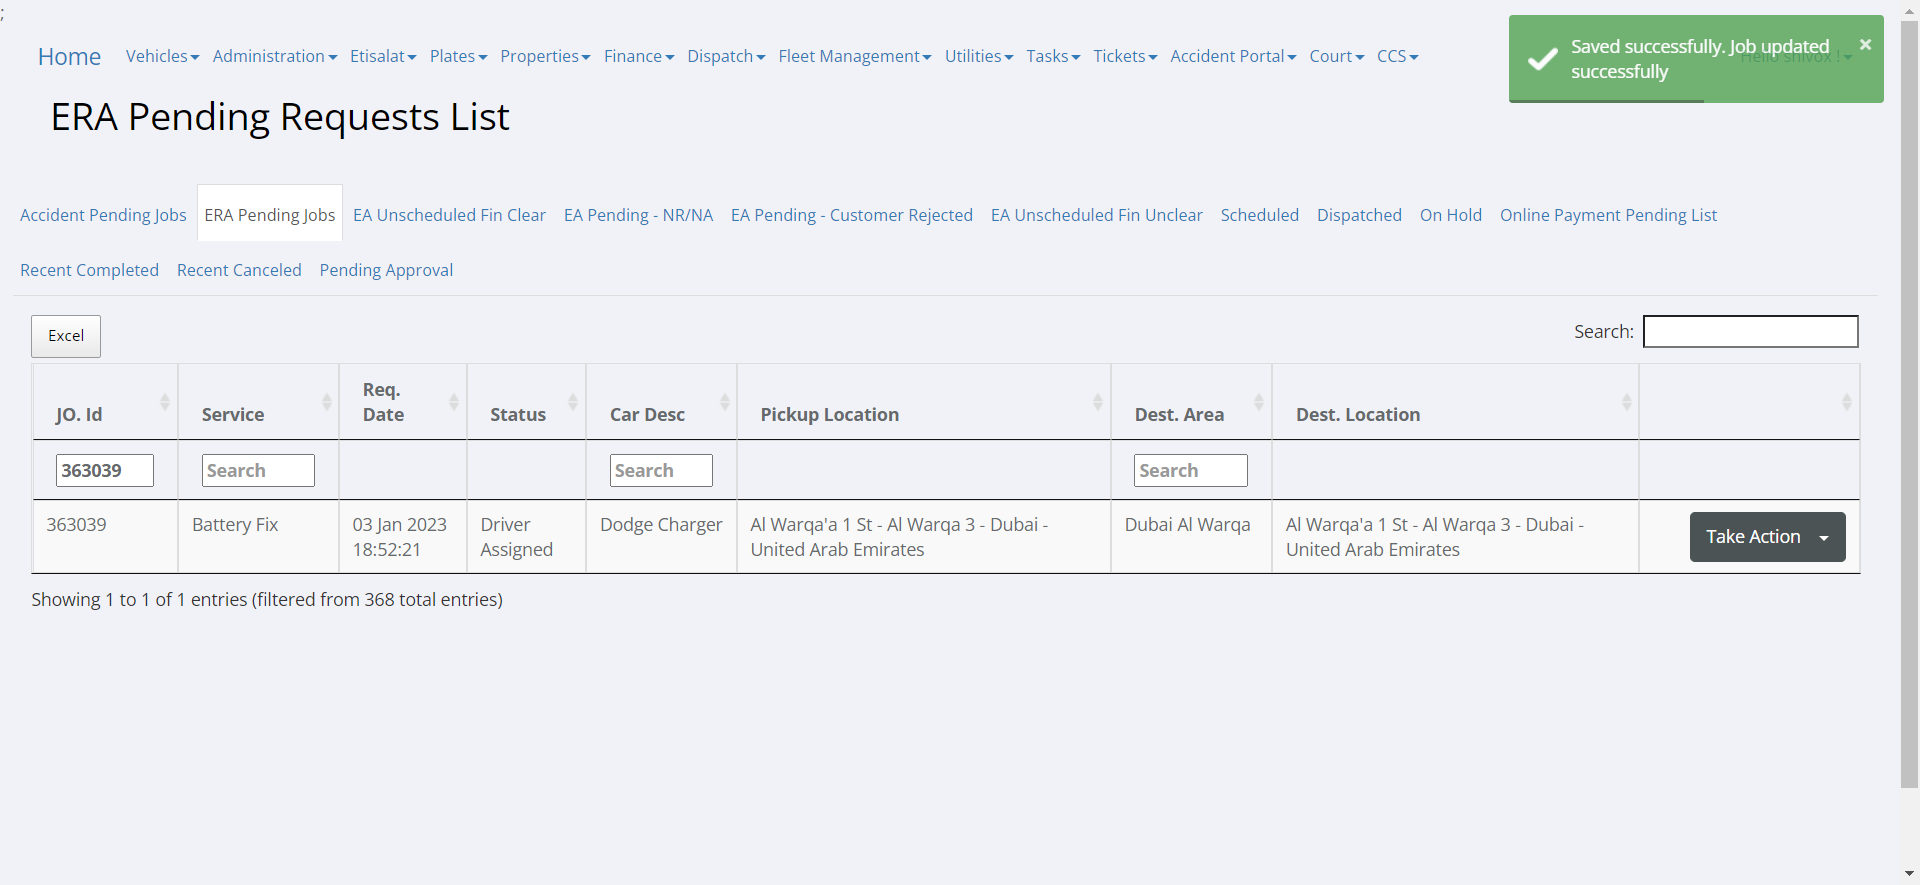 ;
Home Vehicles Administration Etisalat Plates Properties Finance Dispatch Fleet Management Utilities Tasks Tickets Accident Portal Court CCS Hello shivox !
Saved successfully. Job updated
successfully
×
ERA Pending Requests List
Accident Pending Jobs ERA Pending Jobs EA Unscheduled Fin Clear EA Pending - NR/NA EA Pending - Customer Rejected EA Unscheduled Fin Unclear Scheduled Dispatched On Hold Online Payment Pending List
Recent Completed Recent Canceled Pending Approval
Excel
Search:
JO. Id Service Req. Date Status Car Desc Pickup Location Dest. Area Dest. Location
363039 Search Search Search
363039 Battery Fix 03 Jan 2023 Driver Dodge Charger Al Warqa'a 1 St - Al Warqa 3 - Dubai - Dubai Al Warqa Al Warqa'a 1 St - Al Warqa 3 - Dubai - Take Action
18:52:21 Assigned United Arab Emirates United Arab Emirates
Showing 1 to 1 of 1 entries (filtered from 368 total entries)